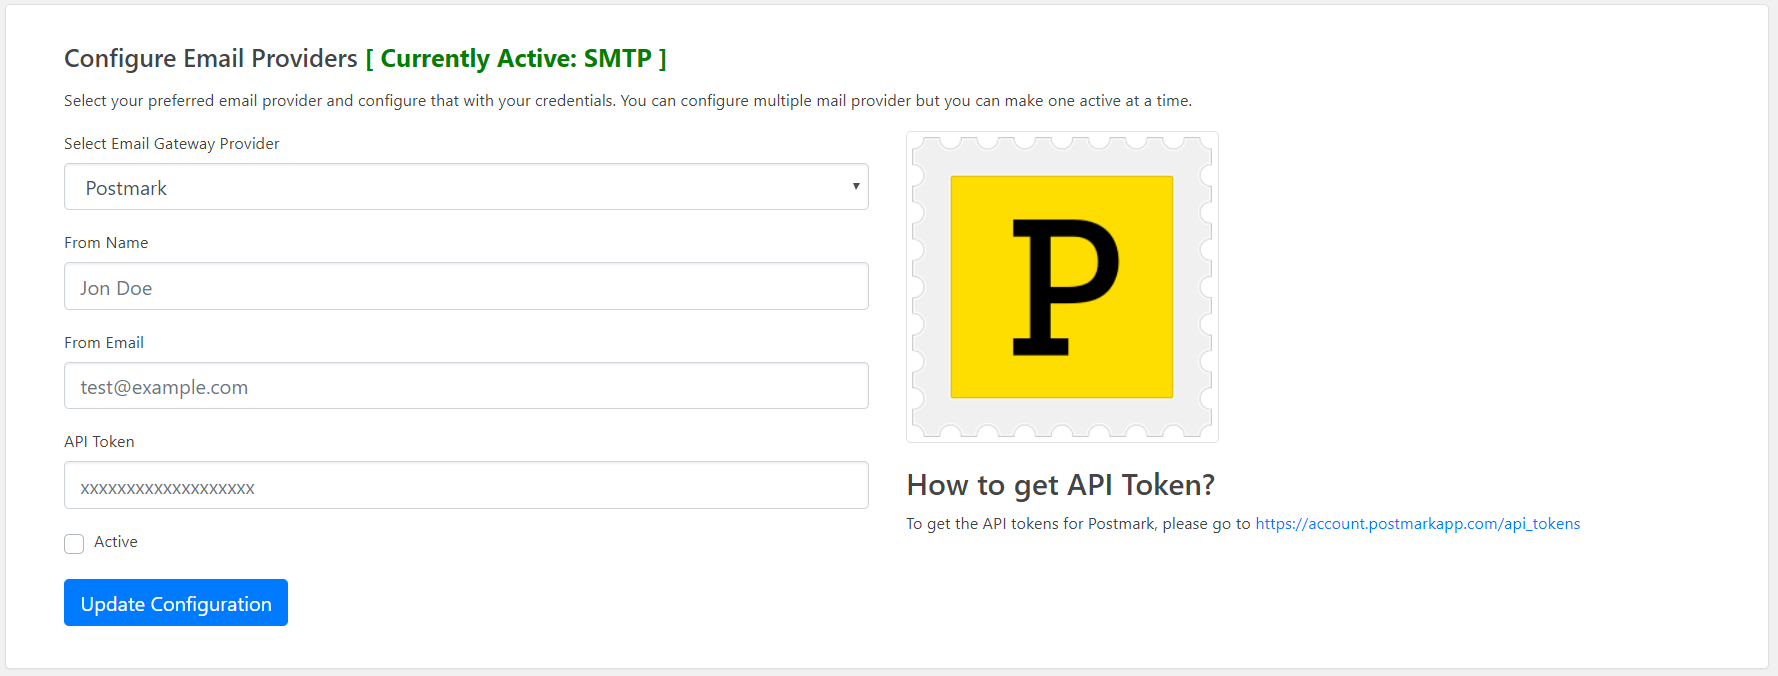 Configure Email Providers [ Currently Active: SMTP ]
Select your preferred email provider and configure that with your credentials. You can configure multiple mail provider but you can make one active at a time.
Select Email Gateway Provider
Postmark
From Name
Jon Doe
From Email
test@example.com
API Token
xxxxxxxxxxxxxxxxxxx
Active
Update Configuration
P
How to get API Token?
To get the API tokens for Postmark, please go to https://account.postmarkapp.com/api_tokens